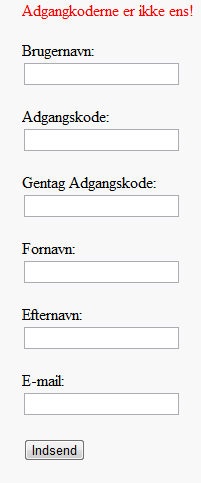 Adgangkoderne er ikke ens!
Brugernavn:
Adgangskode:
Gentag Adgangskode:
Fornavn:
Efternavn:
E-mail:
Indsend